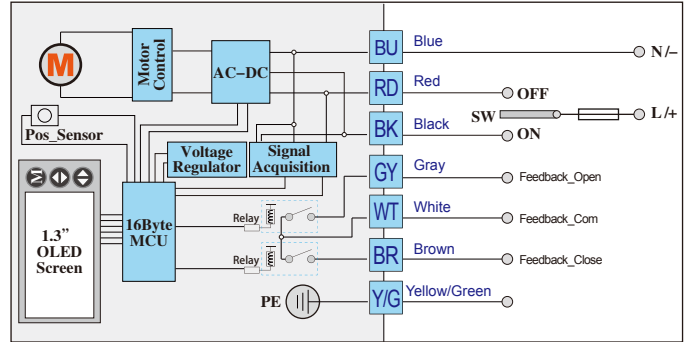 M
Motor
Control
AC-DC
Pos_Sensor
Voltage
Regulator
Signal
Acquisition
M
1.3”
OLED
Screen
16Byte
MCU
Relay
Relay
PE
BU
Blue
N/−
RD
Red
OFF
SW
L/+
BK
Black
ON
GY
Gray
Feedback_Open
WT
White
Feedback_Com
BR
Brown
Feedback_Close
Y/G
Yellow/Green